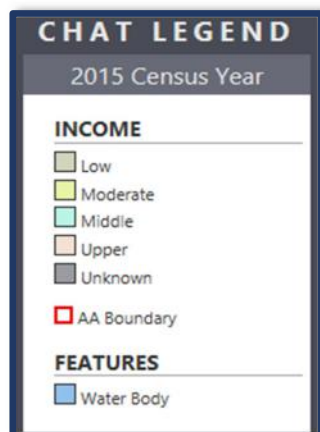 CHAT LEGEND
2015 Census Year
INCOME
Low
Moderate
Middle
Upper
Unknown
AA Boundary
FEATURES
Water Body